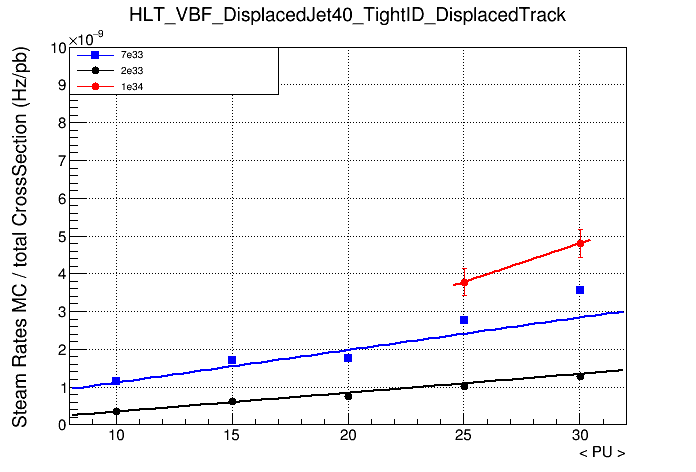 HLT_VBF_DisplacedJet40_TightID_DisplacedTrack
×10⁻⁹
Steam Rates MC / total CrossSection (Hz/pb)
10
9
8
7
6
5
4
3
2
1
0
7e33
2e33
1e34
10 15 20 25 30
< PU >